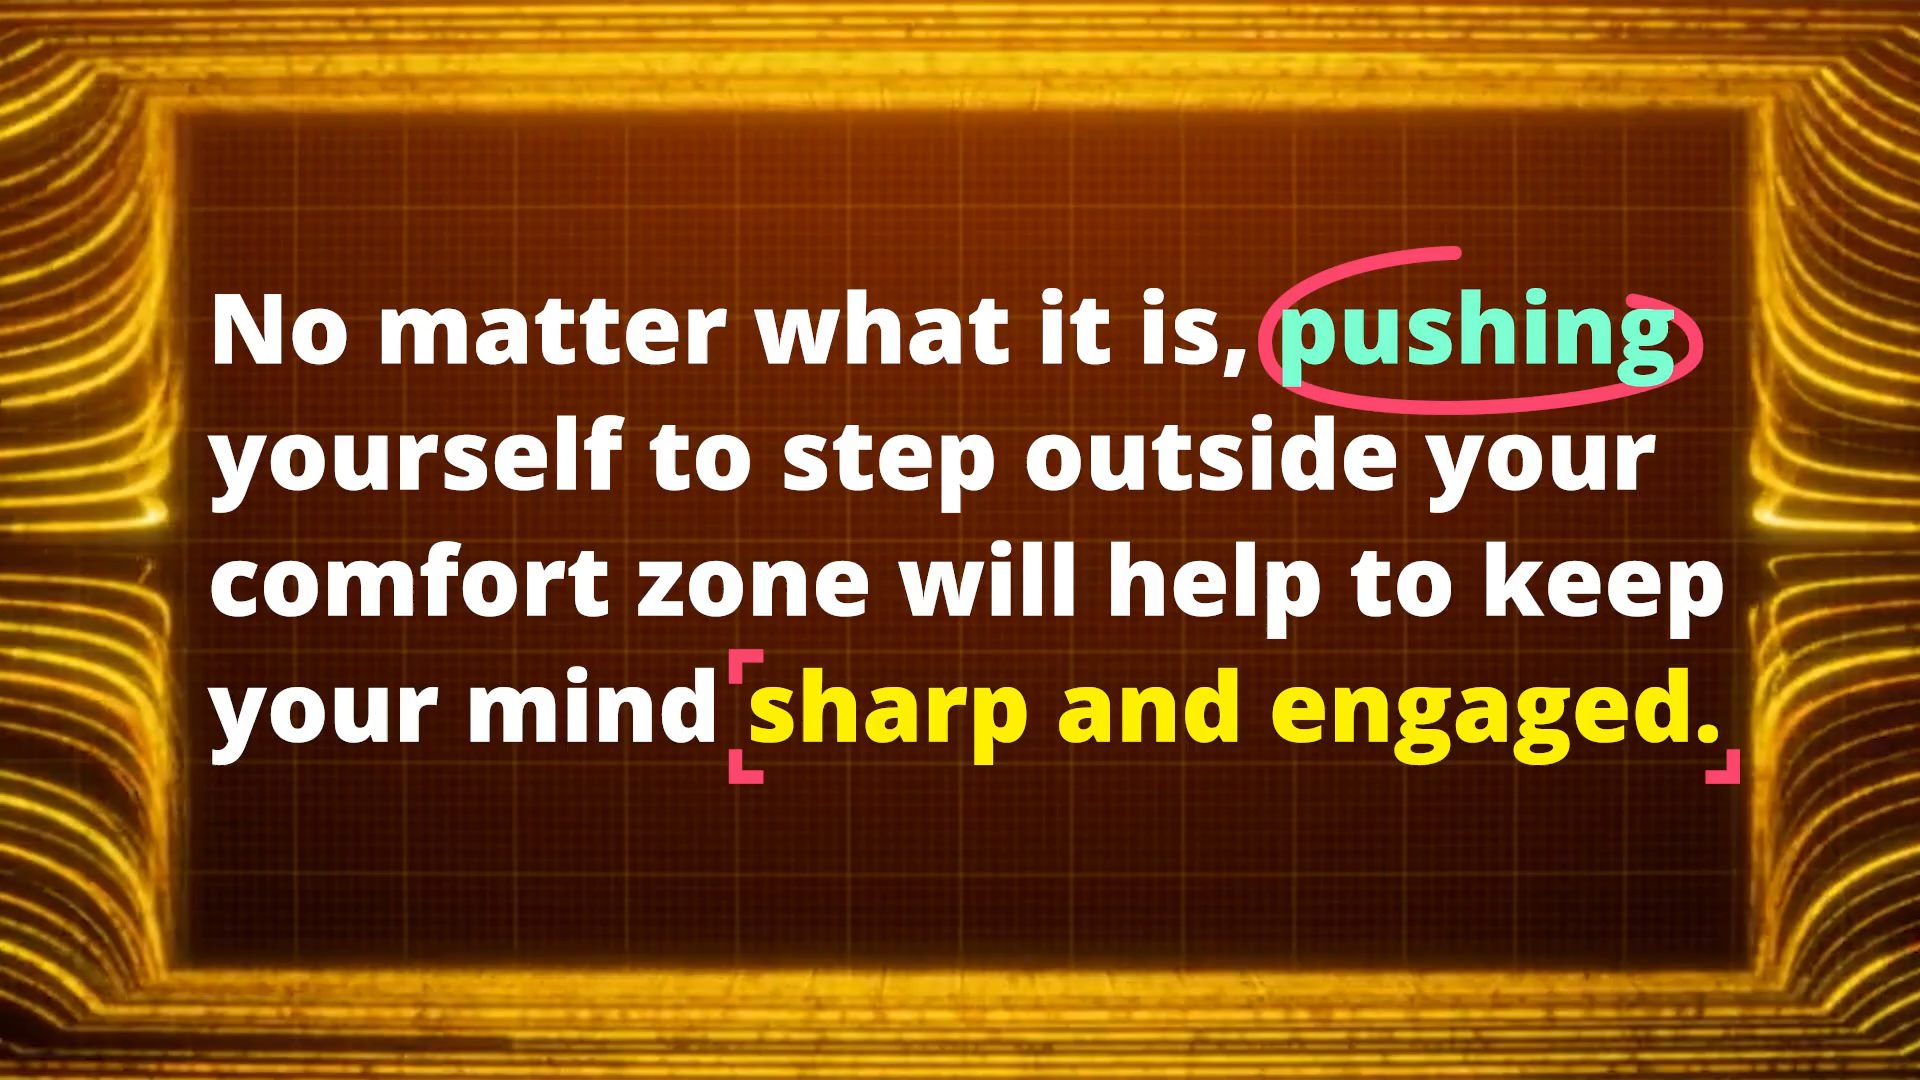 No matter what it is, pushing
yourself to step outside your
comfort zone will help to keep
your mind sharp and engaged.